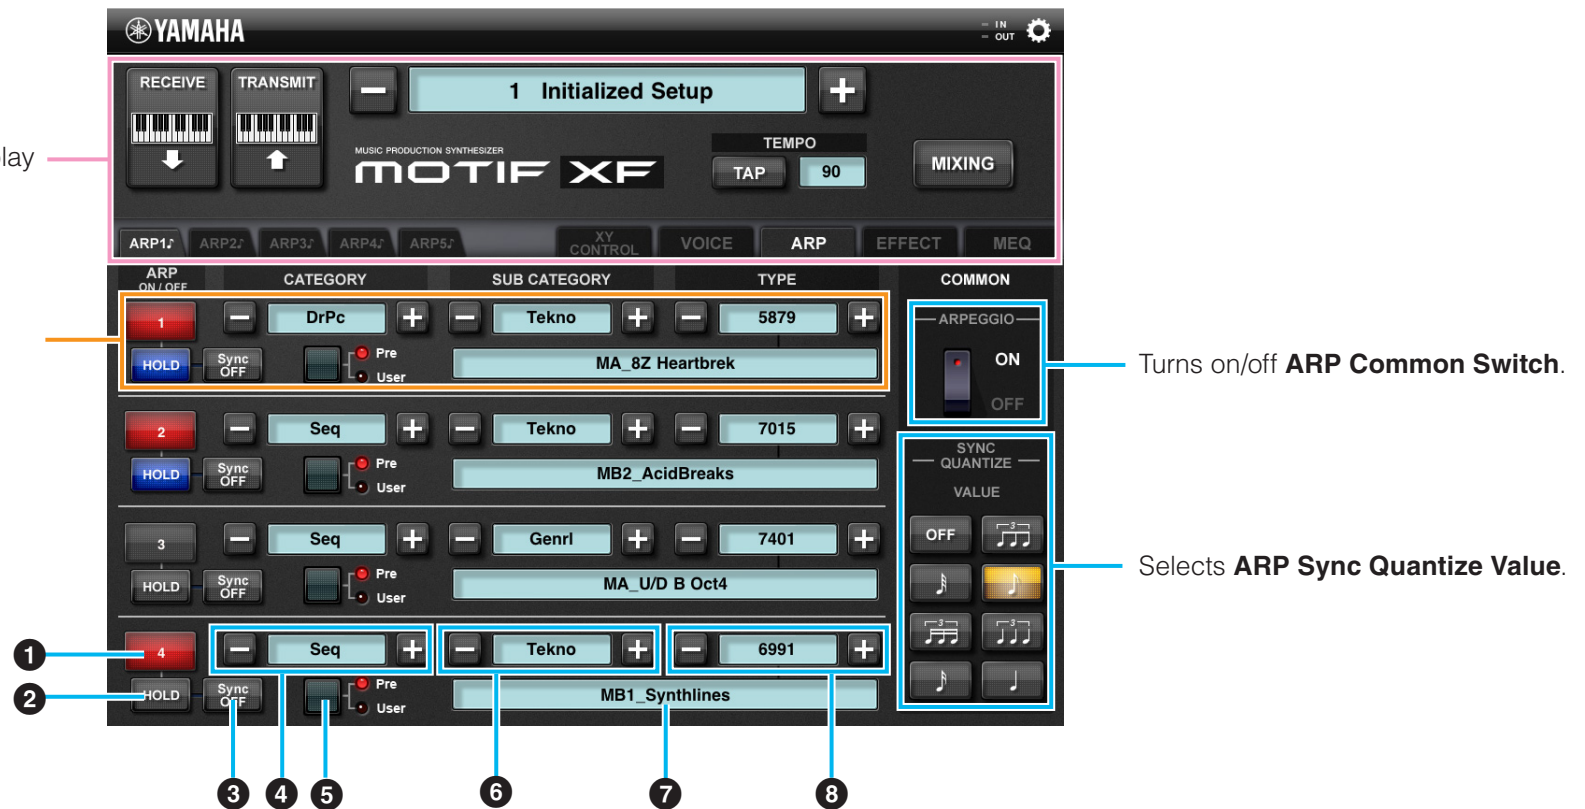 YAMAHA
IN
OUT
RECEIVE
TRANSMIT
1 Initialized Setup
lay
MUSIC PRODUCTION SYNTHESIZER
MOTIF XF
TEMPO
TAP
90
MIXING
ARP1♪ ARP2♪ ARP3♪ ARP4♪ ARP5♪
XY CONTROL
VOICE
ARP
EFFECT
MEQ
ARP ON / OFF
CATEGORY
SUB CATEGORY
TYPE
COMMON
1
− DrPc +
− Tekno +
− 5879 +
HOLD
Sync OFF
Pre
User
MA_8Z Heartbrek
ARPEGGIO
ON
OFF
Turns on/off ARP Common Switch.
2
− Seq +
− Tekno +
− 7015 +
HOLD
Sync OFF
Pre
User
MB2_AcidBreaks
SYNC QUANTIZE
VALUE
OFF
3
3
3
Selects ARP Sync Quantize Value.
3
− Seq +
− Genrl +
− 7401 +
HOLD
Sync OFF
Pre
User
MA_U/D B Oct4
4
− Seq +
− Tekno +
− 6991 +
HOLD
Sync OFF
Pre
User
MB1_Synthlines
1
2
3
4
5
6
7
8